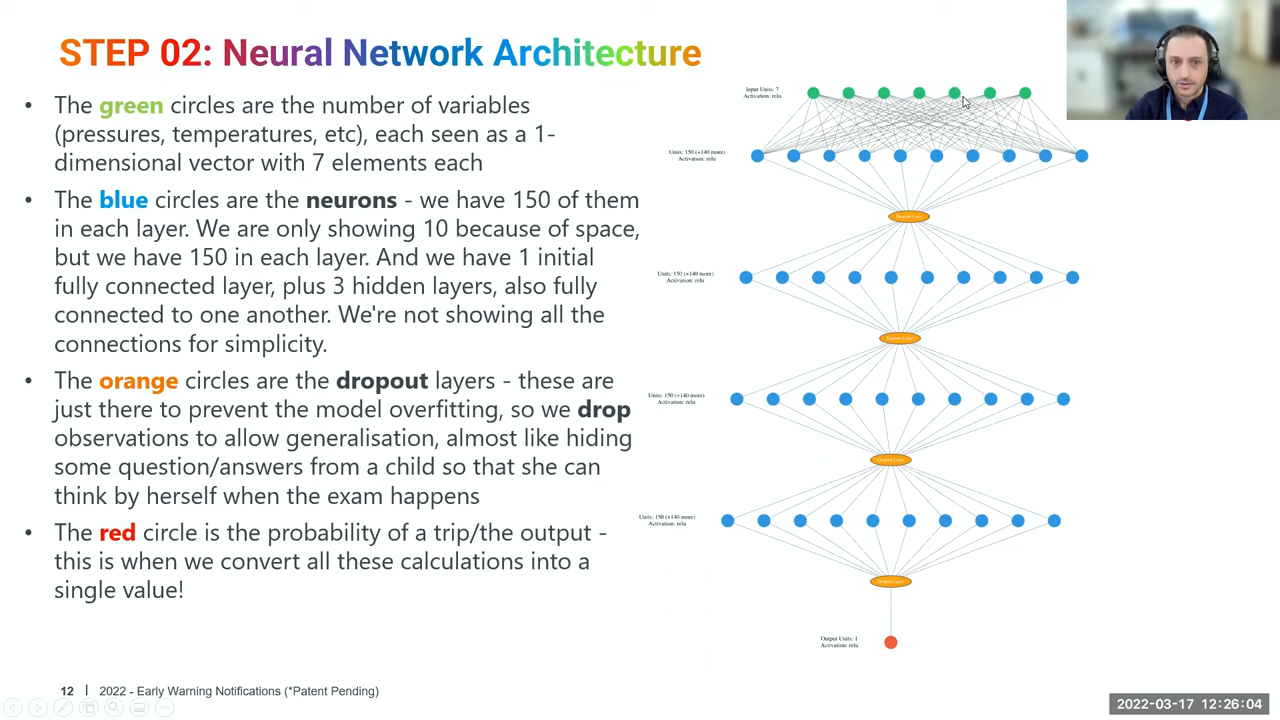 STEP 02: Neural Network Architecture
• The green circles are the number of variables
(pressures, temperatures, etc), each seen as a 1-
dimensional vector with 7 elements each
• The blue circles are the neurons - we have 150 of them
in each layer. We are only showing 10 because of space,
but we have 150 in each layer. And we have 1 initial
fully connected layer, plus 3 hidden layers, also fully
connected to one another. We're not showing all the
connections for simplicity.
• The orange circles are the dropout layers - these are
just there to prevent the model overfitting, so we drop
observations to allow generalisation, almost like hiding
some question/answers from a child so that she can
think by herself when the exam happens
• The red circle is the probability of a trip/the output -
this is when we convert all these calculations into a
single value!
Input Units: 7
Activation: relu
Units: 150 (+140 more)
Activation: relu
Dropout Layer
Units: 150 (+140 more)
Activation: relu
Dropout Layer
Units: 150 (+140 more)
Activation: relu
Dropout Layer
Units: 150 (+140 more)
Activation: relu
Dropout Layer
Output Units: 1
Activation: relu
12 | 2022 - Early Warning Notifications (*Patent Pending)
2022-03-17 12:26:04